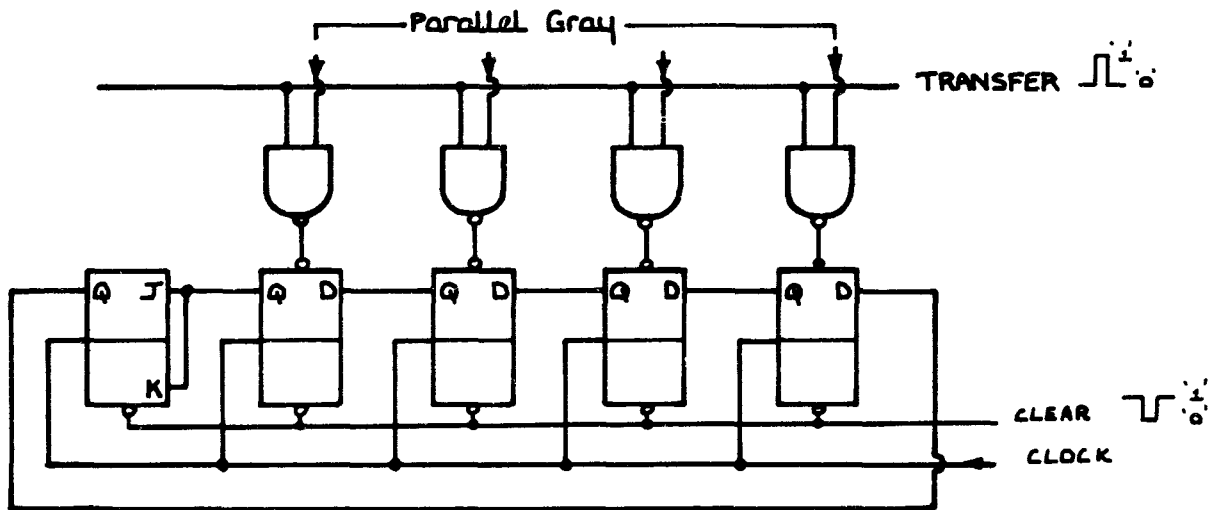 Parallel Gray
TRANSFER '1' '0'
Q J Q D Q D Q D Q D
K
CLEAR '1' '0'
CLOCK